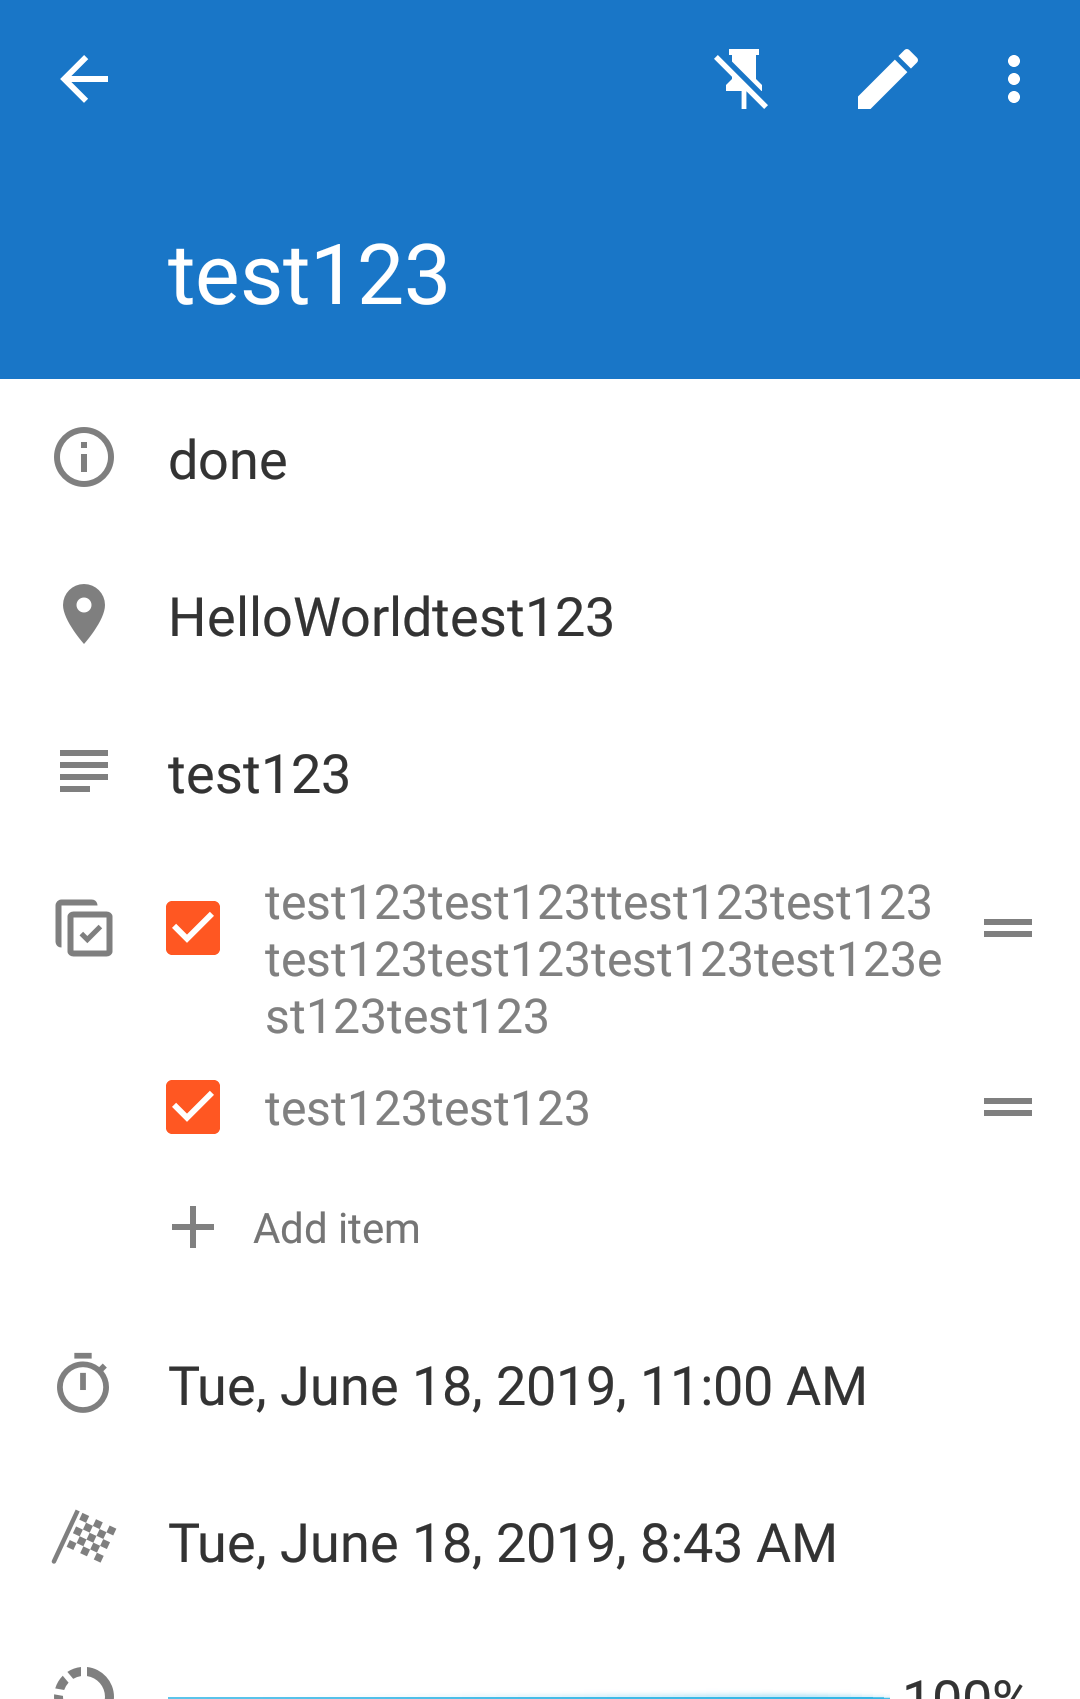 test123
done
HelloWorldtest123
test123
test123test123ttest123test123
test123test123test123test123e
st123test123
test123test123
Add item
Tue, June 18, 2019, 11:00 AM
Tue, June 18, 2019, 8:43 AM
100%